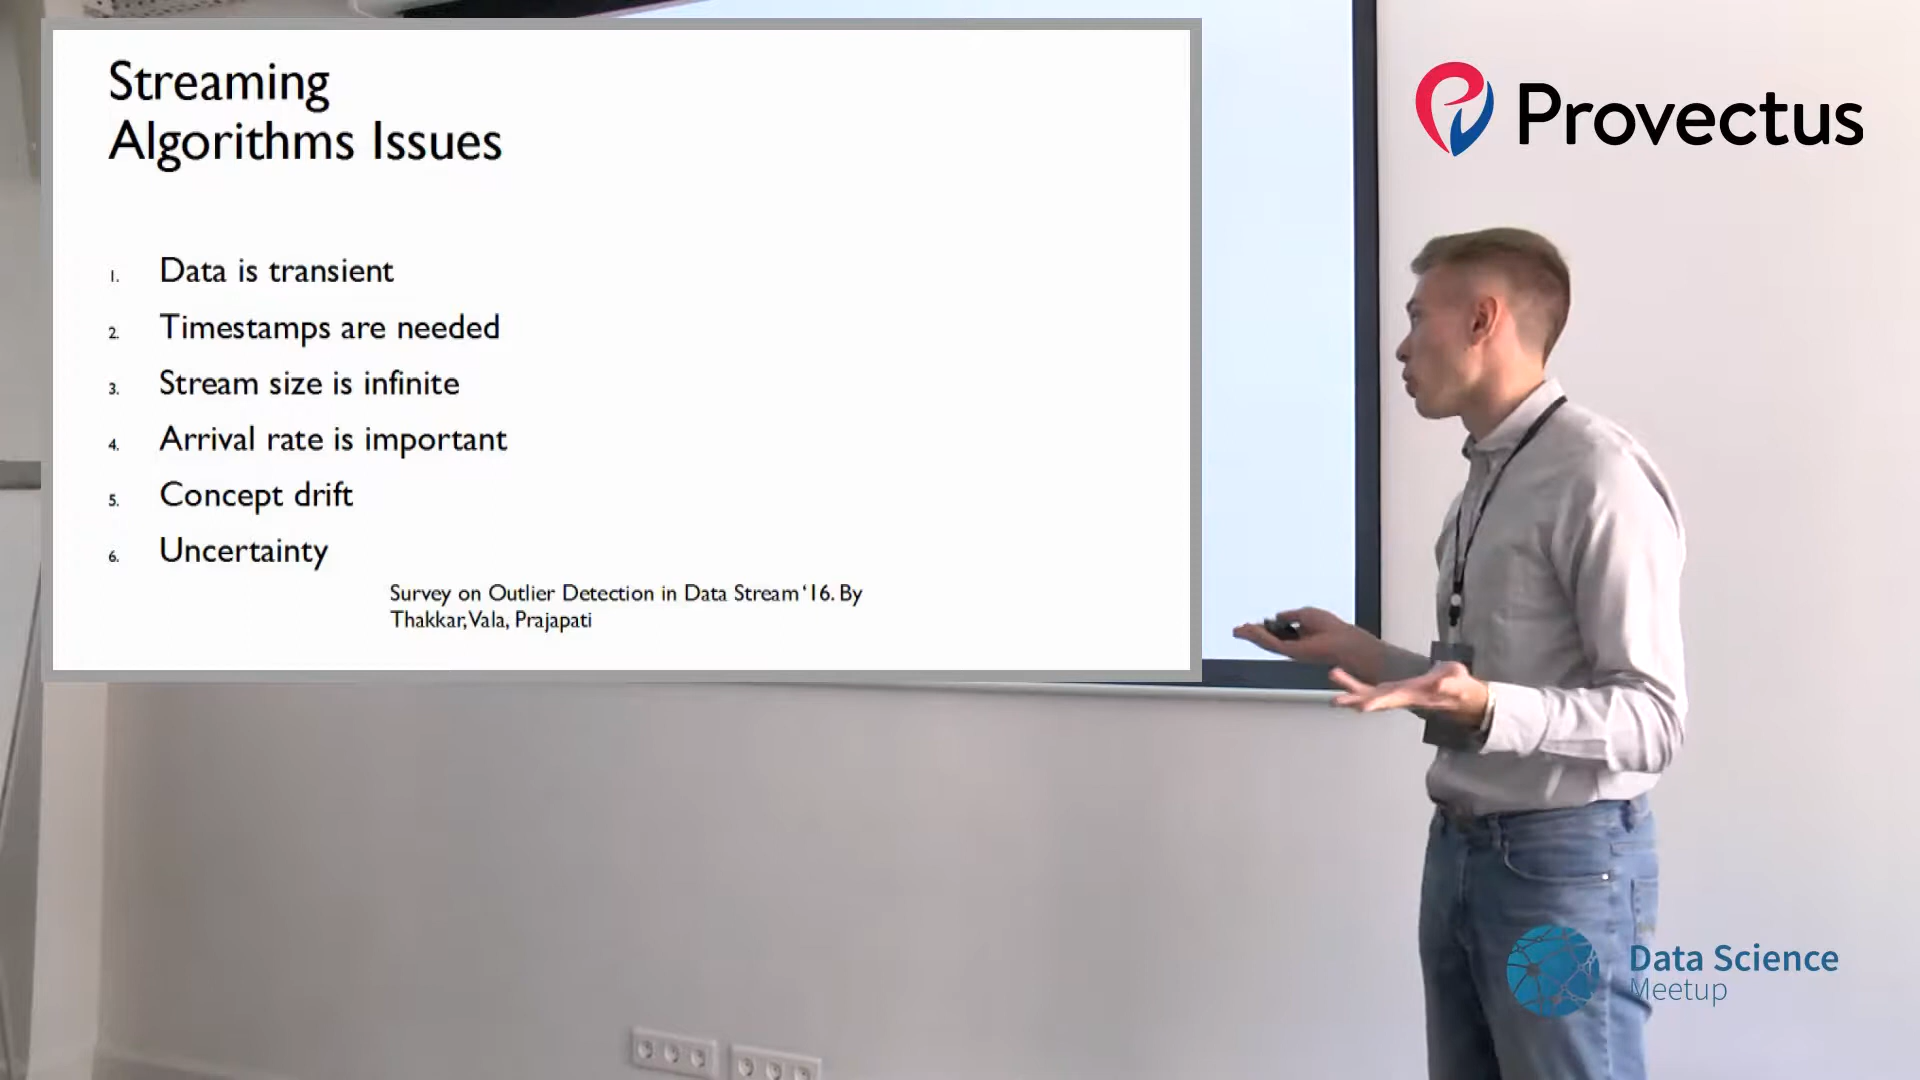 Streaming
Algorithms Issues
1. Data is transient
2. Timestamps are needed
3. Stream size is infinite
4. Arrival rate is important
5. Concept drift
6. Uncertainty
Survey on Outlier Detection in Data Stream ‘16. By
Thakkar, Vala, Prajapati
Provectus
Data Science
Meetup